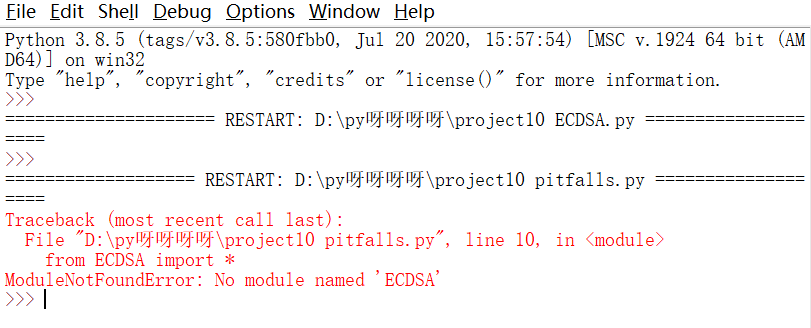 File Edit Shell Debug Options Window Help
Python 3.8.5 (tags/v3.8.5:580fbb0, Jul 20 2020, 15:57:54) [MSC v.1924 64 bit (AM
D64)] on win32
Type "help", "copyright", "credits" or "license()" for more information.
>>>
===================== RESTART: D:\py呀呀呀呀\project10 ECDSA.py ================
====
>>>
=================== RESTART: D:\py呀呀呀呀\project10 pitfalls.py ===============
====
Traceback (most recent call last):
  File "D:\py呀呀呀呀\project10 pitfalls.py", line 10, in <module>
    from ECDSA import *
ModuleNotFoundError: No module named 'ECDSA'
>>>